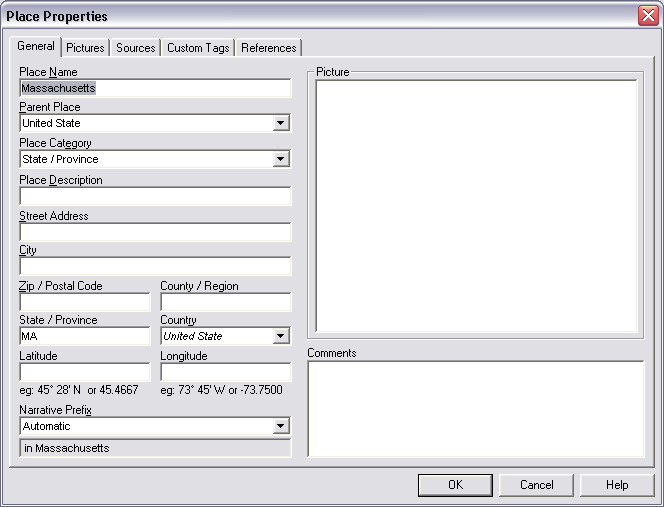 Place Properties
General Pictures Sources Custom Tags References
Place Name
Massachusetts
Parent Place
United State
Place Category
State / Province
Place Description
Street Address
City
Zip / Postal Code County / Region
State / Province Country
MA United State
Latitude Longitude
eg: 45° 28' N or 45.4667 eg: 73° 45' W or -73.7500
Narrative Prefix
Automatic
in Massachusetts
Picture
Comments
OK Cancel Help